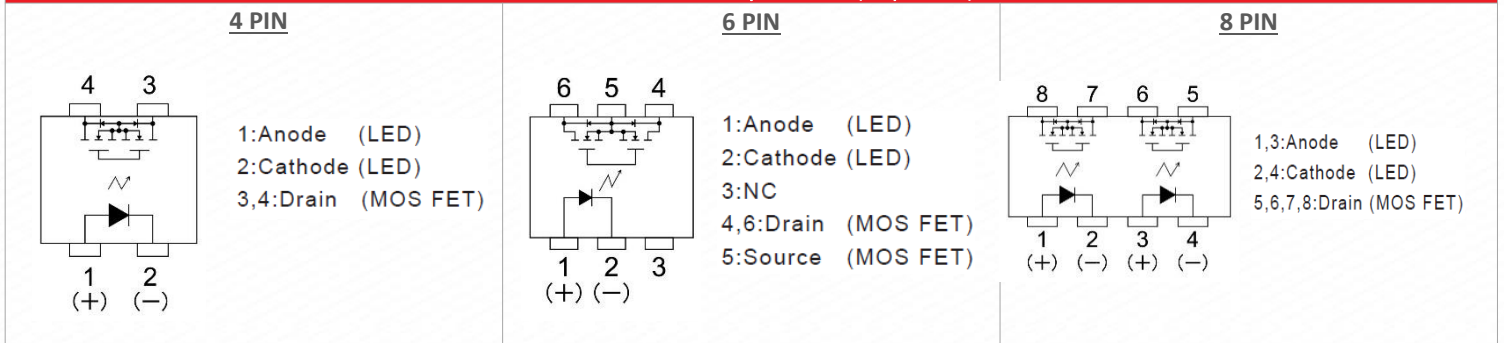 4 PIN
4 3
1:Anode (LED)
2:Cathode (LED)
3,4:Drain (MOS FET)
1 2
(+) (−)
6 PIN
6 5 4
1:Anode (LED)
2:Cathode (LED)
3:NC
4,6:Drain (MOS FET)
5:Source (MOS FET)
1 2 3
(+) (−)
8 PIN
8 7 6 5
1,3:Anode (LED)
2,4:Cathode (LED)
5,6,7,8:Drain (MOS FET)
1 2 3 4
(+) (−) (+) (−)